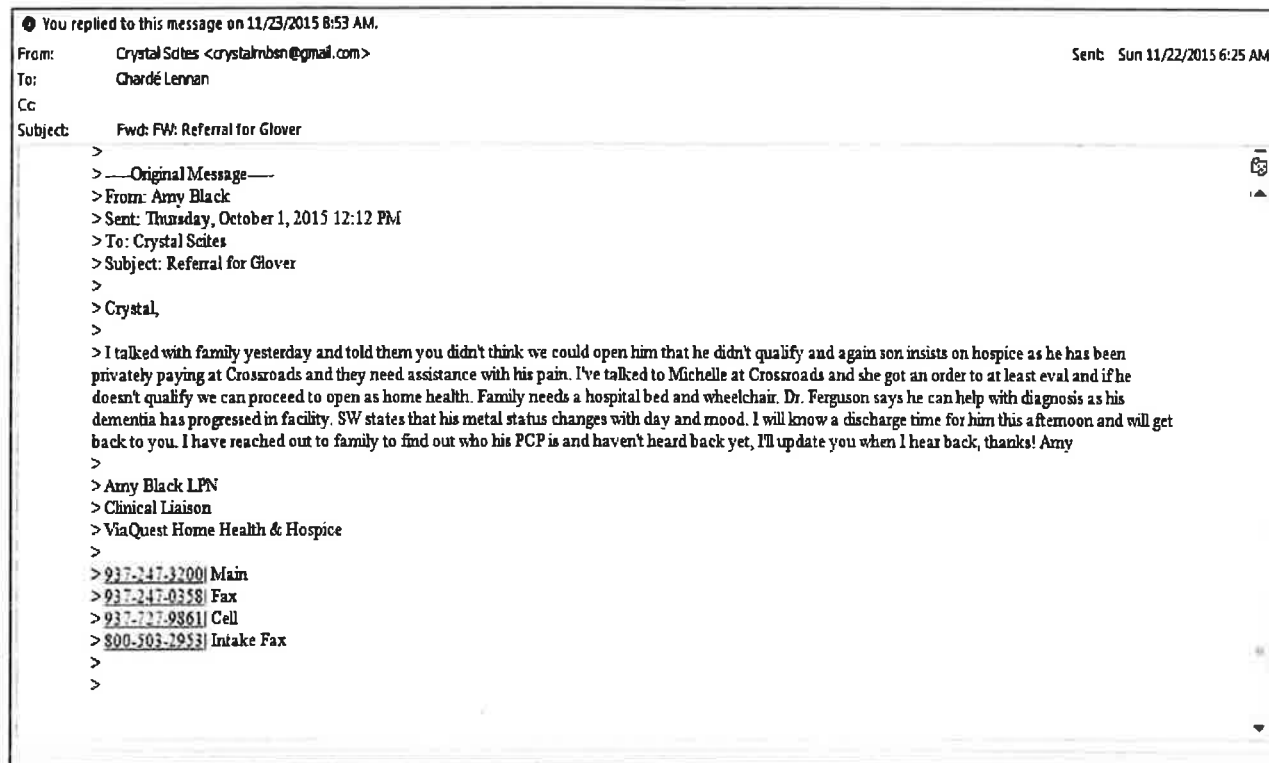 You replied to this message on 11/23/2015 8:53 AM.
From: Crystal Scites <crystalrnbsn@gmail.com> Sent: Sun 11/22/2015 6:25 AM
To: Chardé Lennan
Cc
Subject: Fwd: FW: Referral for Glover
>
> -----Original Message-----
> From: Amy Black
> Sent: Thursday, October 1, 2015 12:12 PM
> To: Crystal Scites
> Subject: Referral for Glover
>
> Crystal,
>
> I talked with family yesterday and told them you didn't think we could open him that he didn't qualify and again son insists on hospice as he has been
privately paying at Crossroads and they need assistance with his pain. I've talked to Michelle at Crossroads and she got an order to at least eval and if he
doesn't qualify we can proceed to open as home health. Family needs a hospital bed and wheelchair. Dr. Ferguson says he can help with diagnosis as his
dementia has progressed in facility. SW states that his metal status changes with day and mood. I will know a discharge time for him this afternoon and will get
back to you. I have reached out to family to find out who his PCP is and haven't heard back yet, I'll update you when I hear back, thanks! Amy
>
> Amy Black LPN
> Clinical Liaison
> ViaQuest Home Health & Hospice
>
> 937-247-3200| Main
> 937-247-0358| Fax
> 937-727-9861| Cell
> 800-503-2953| Intake Fax
>
>